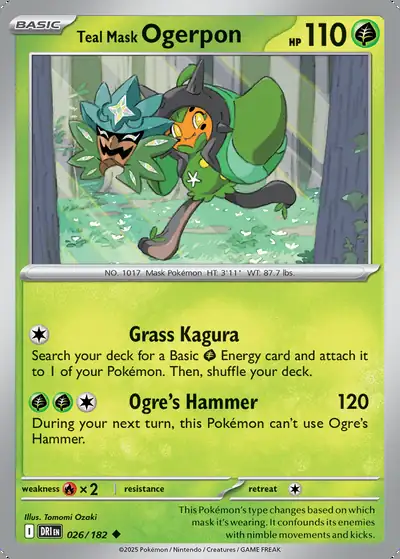 BASIC
Teal Mask Ogerpon HP 110
NO. 1017 Mask Pokémon HT: 3'11" WT: 87.7 lbs.
Grass Kagura
Search your deck for a Basic Energy card and attach it
to 1 of your Pokémon. Then, shuffle your deck.
Ogre's Hammer 120
During your next turn, this Pokémon can't use Ogre's
Hammer.
weakness × 2 resistance retreat
Illus. Tomomi Ozaki
I DRI EN 026/182
This Pokémon's type changes based on which
mask it's wearing. It confounds its enemies
with nimble movements and kicks.
©2025 Pokémon / Nintendo / Creatures / GAME FREAK